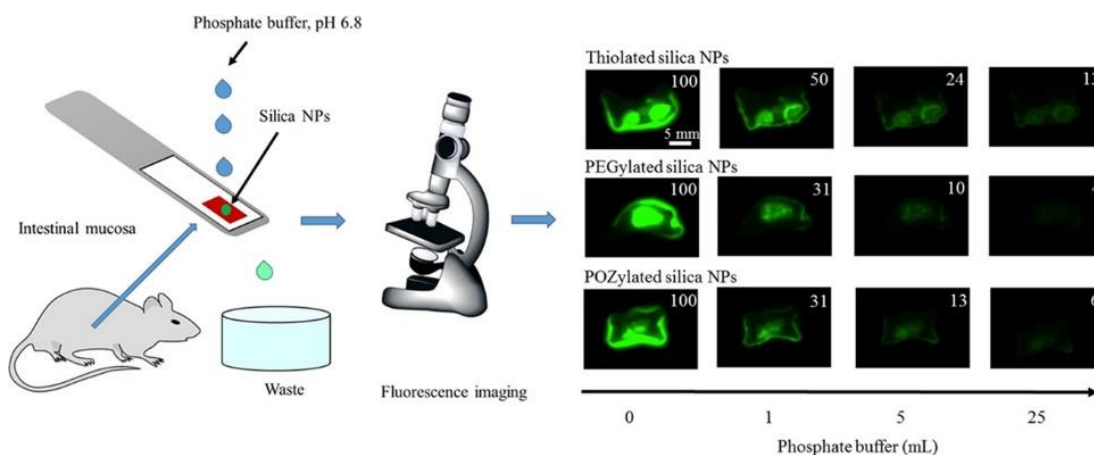 Phosphate buffer, pH 6.8
Silica NPs
Intestinal mucosa
Waste
Fluorescence imaging
Thiolated silica NPs
100 50 24
5 mm
PEGylated silica NPs
100 31 10
POZylated silica NPs
100 31 13 6
0 1 5 25
Phosphate buffer (mL)